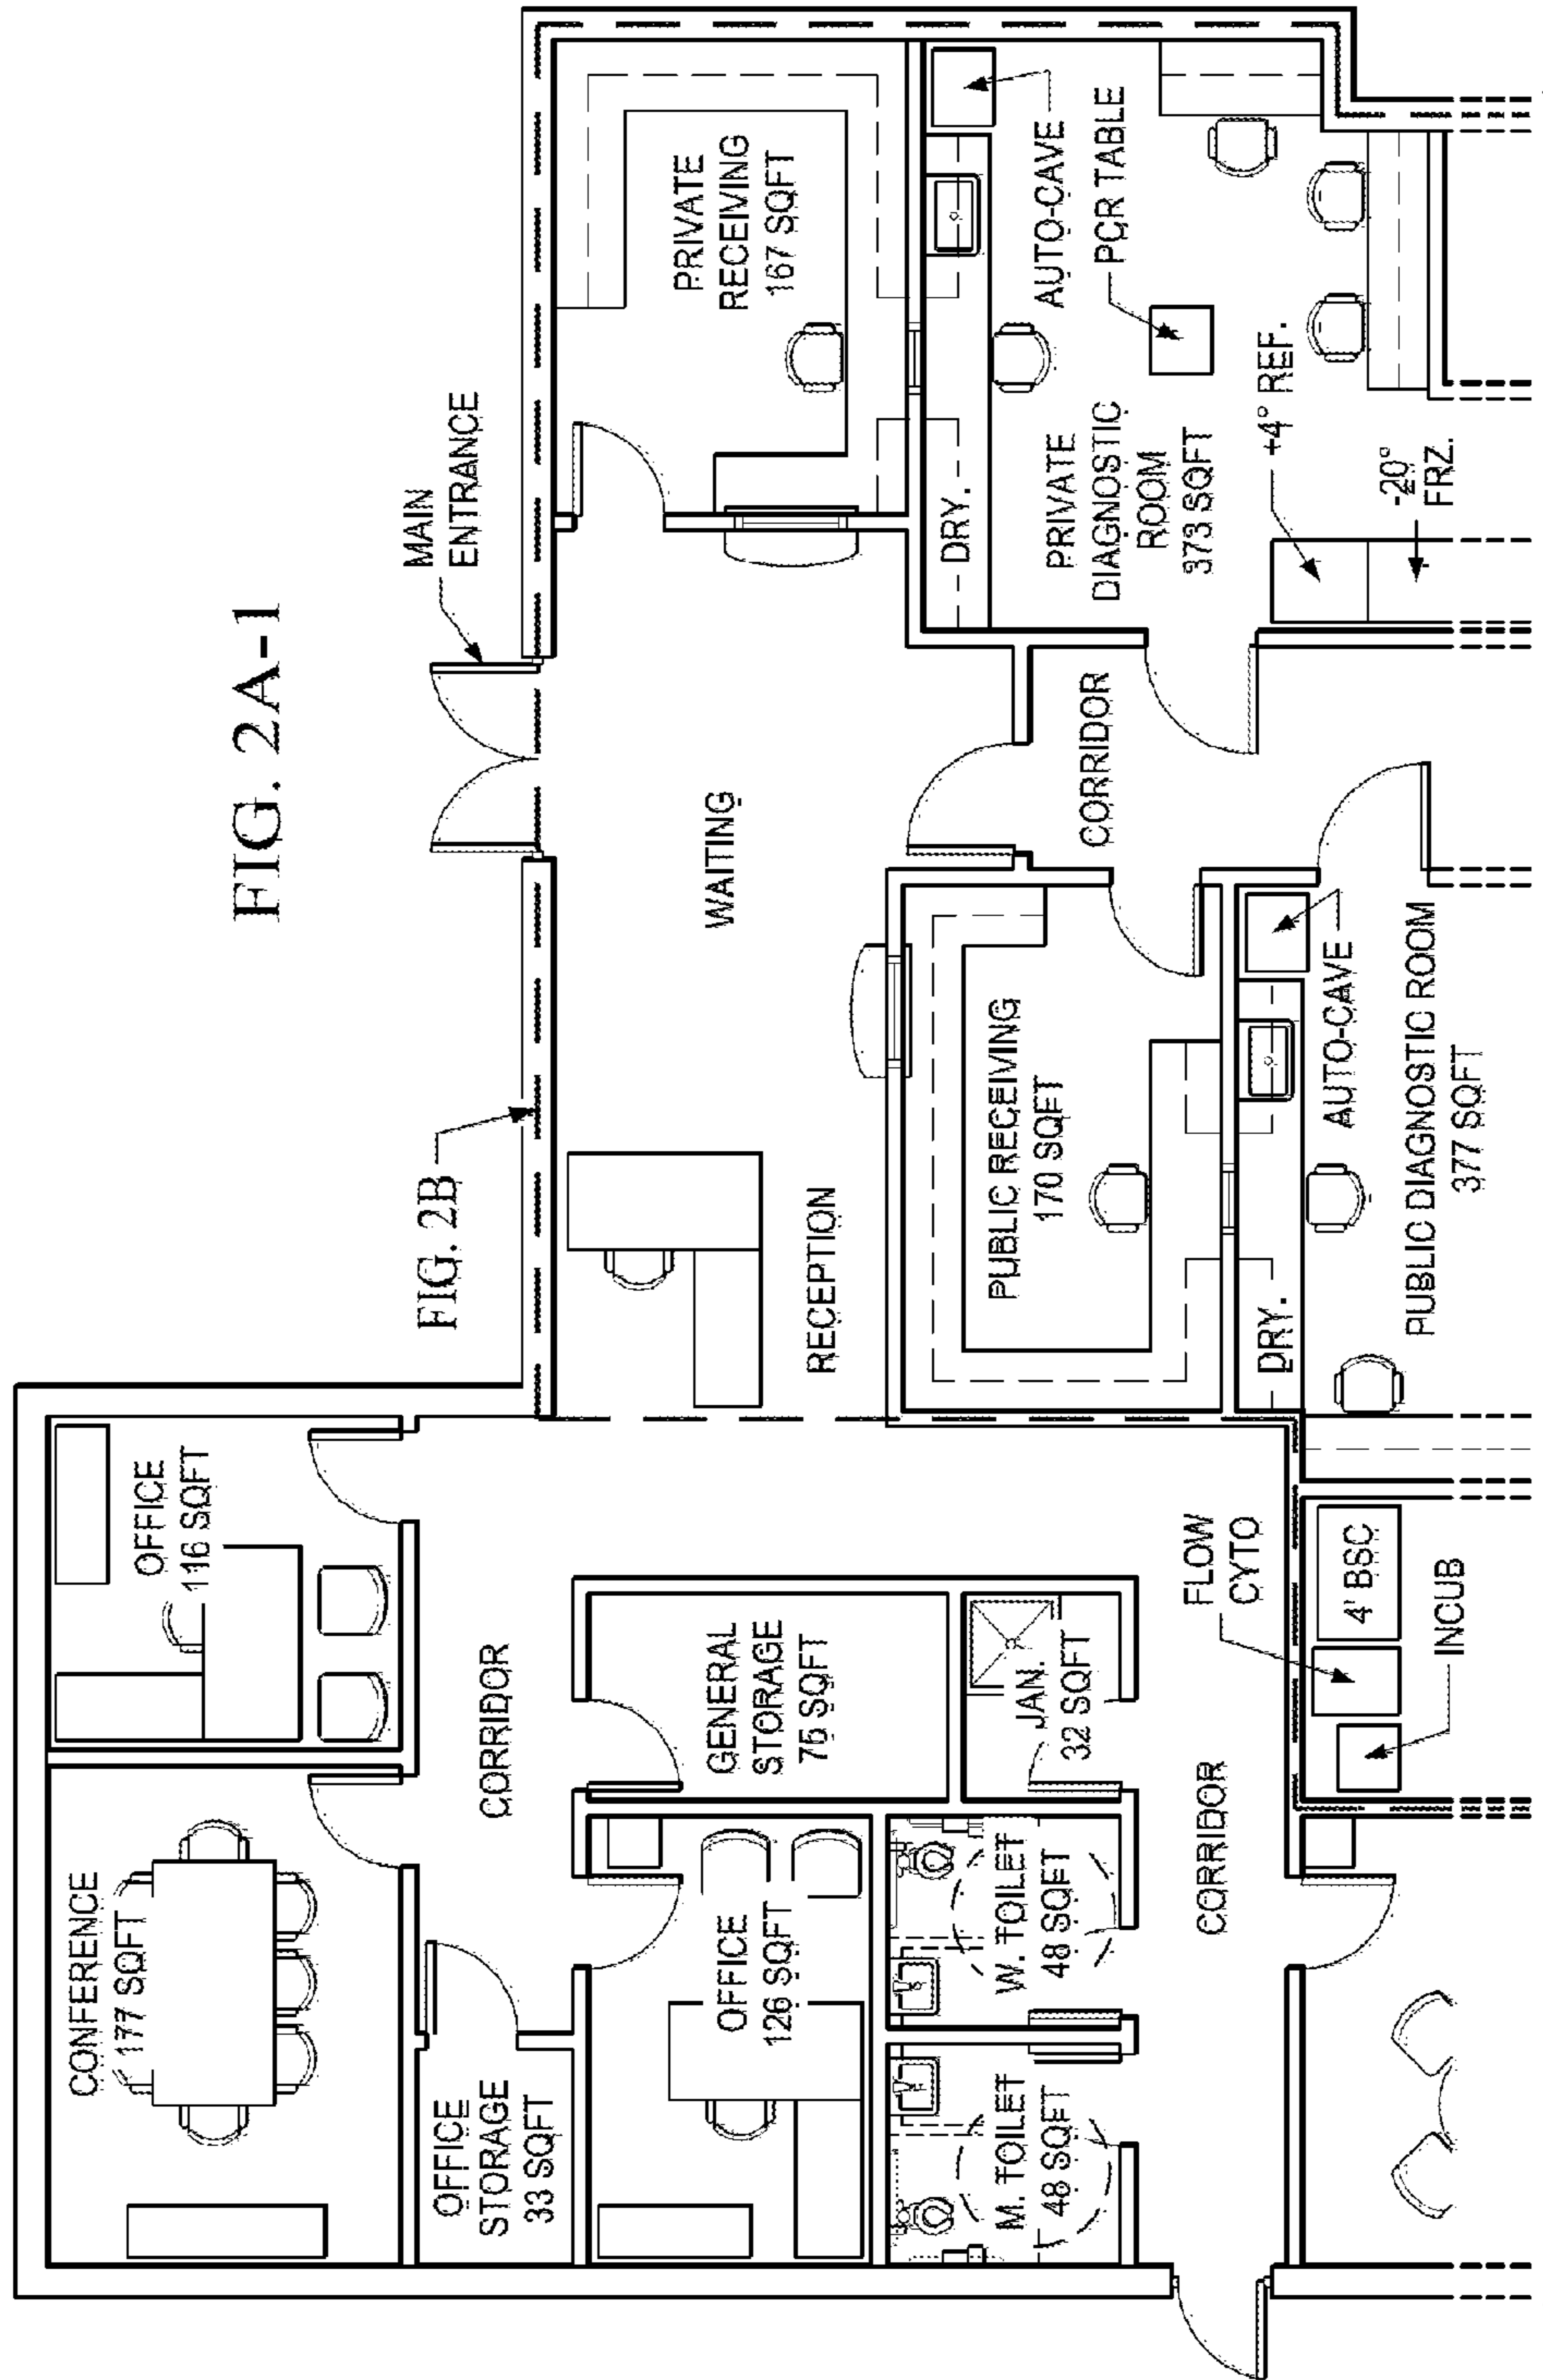 FIG. 2A-1
CONFERENCE
177 SQFT
OFFICE
116 SQFT
FIG. 2B
MAIN
ENTRANCE
OFFICE
STORAGE
33 SQFT
CORRIDOR
WAITING
PRIVATE
RECEIVING
167 SQFT
OFFICE
126 SQFT
GENERAL
STORAGE
75 SQFT
RECEPTION
DRY.
M. TOILET
48 SQFT
W. TOILET
48 SQFT
JAN.
32 SQFT
PUBLIC RECEIVING
170 SQFT
CORRIDOR
PRIVATE
DIAGNOSTIC
ROOM
373 SQFT
AUTO-CAVE
PCR TABLE
CORRIDOR
FLOW
CYTO
DRY.
AUTO-CAVE
+4° REF.
-20°
FRZ.
4' BSC
INCUB
PUBLIC DIAGNOSTIC ROOM
377 SQFT